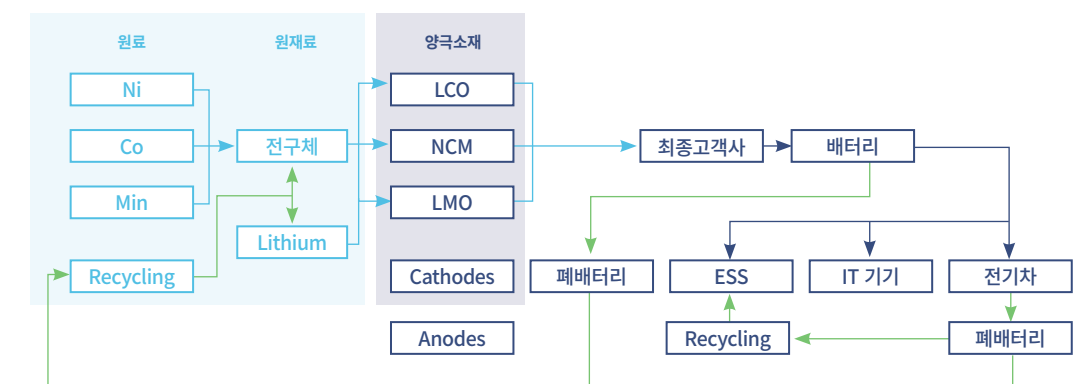 원료
원재료
양극소재
Ni
LCO
Co
전구체
NCM
최종고객사
배터리
Min
LMO
Lithium
Recycling
Cathodes
폐배터리
ESS
IT 기기
전기차
Anodes
Recycling
폐배터리